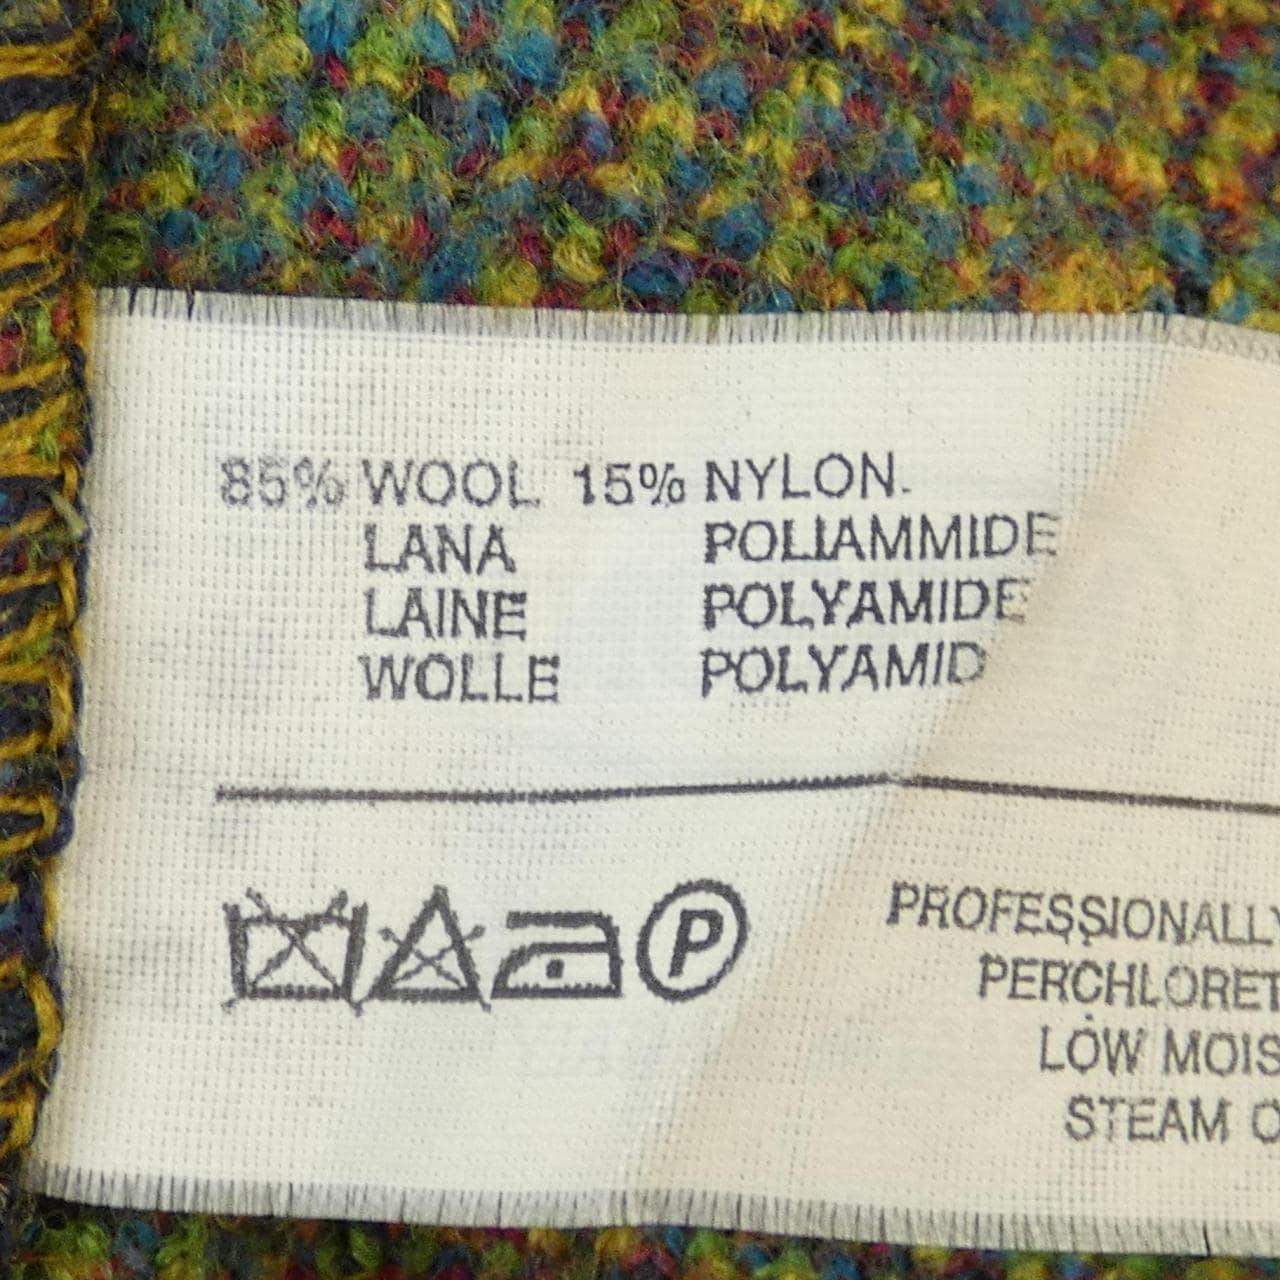 85% WOOL 15% NYLON.
LANA POLIAMMIDE
LAINE POLYAMIDE
WOLLE POLYAMID
P
PROFESSIONALLY
PERCHLORET
LOW MOIS
STEAM